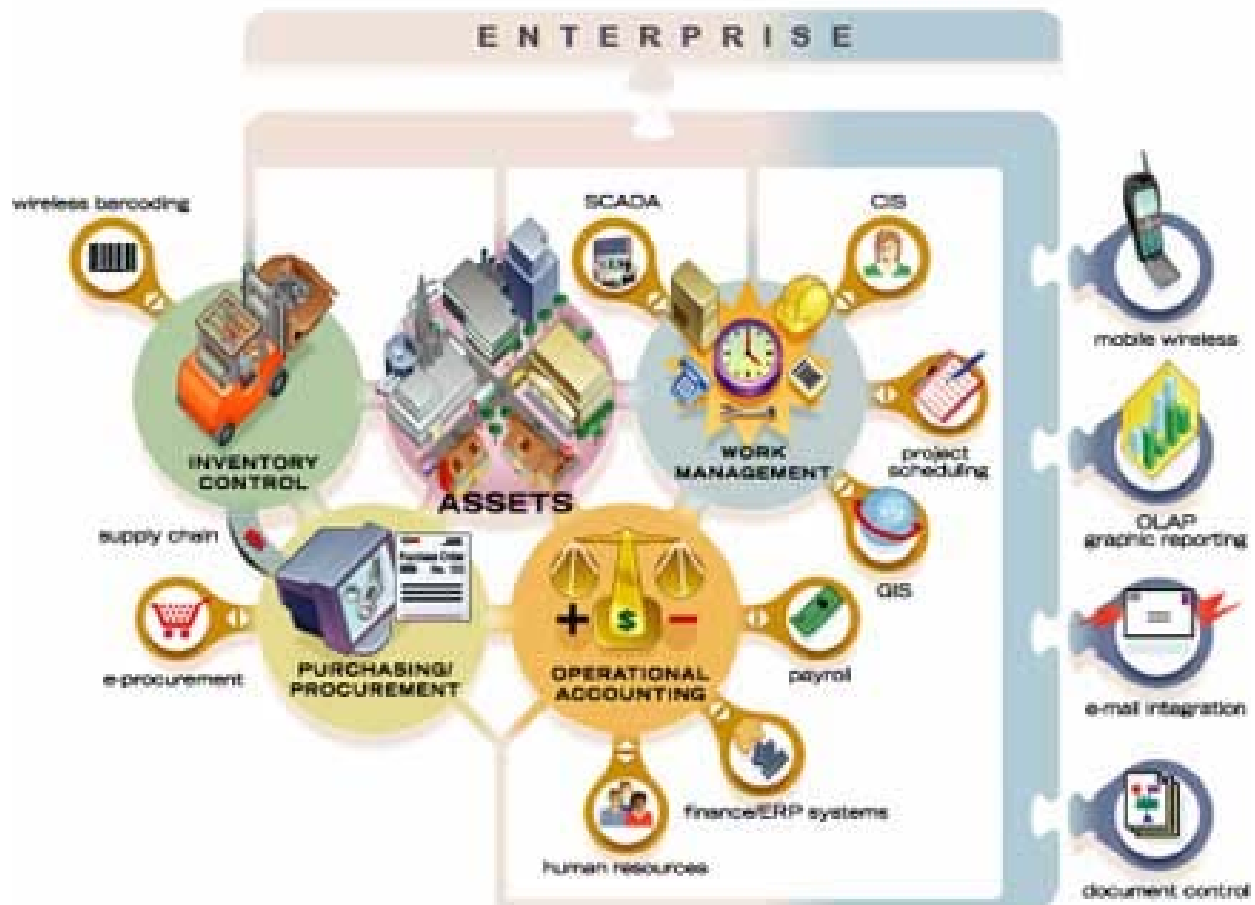 ENTERPRISE
wireless barcoding
SCADA
CIS
mobile wireless
INVENTORY
CONTROL
ASSETS
WORK
MANAGEMENT
project
scheduling
OLAP
graphic reporting
supply chain
GIS
e-procurement
PURCHASING/
PROCUREMENT
+
$
−
OPERATIONAL
ACCOUNTING
payroll
e-mail integration
finance/ERP systems
human resources
document control